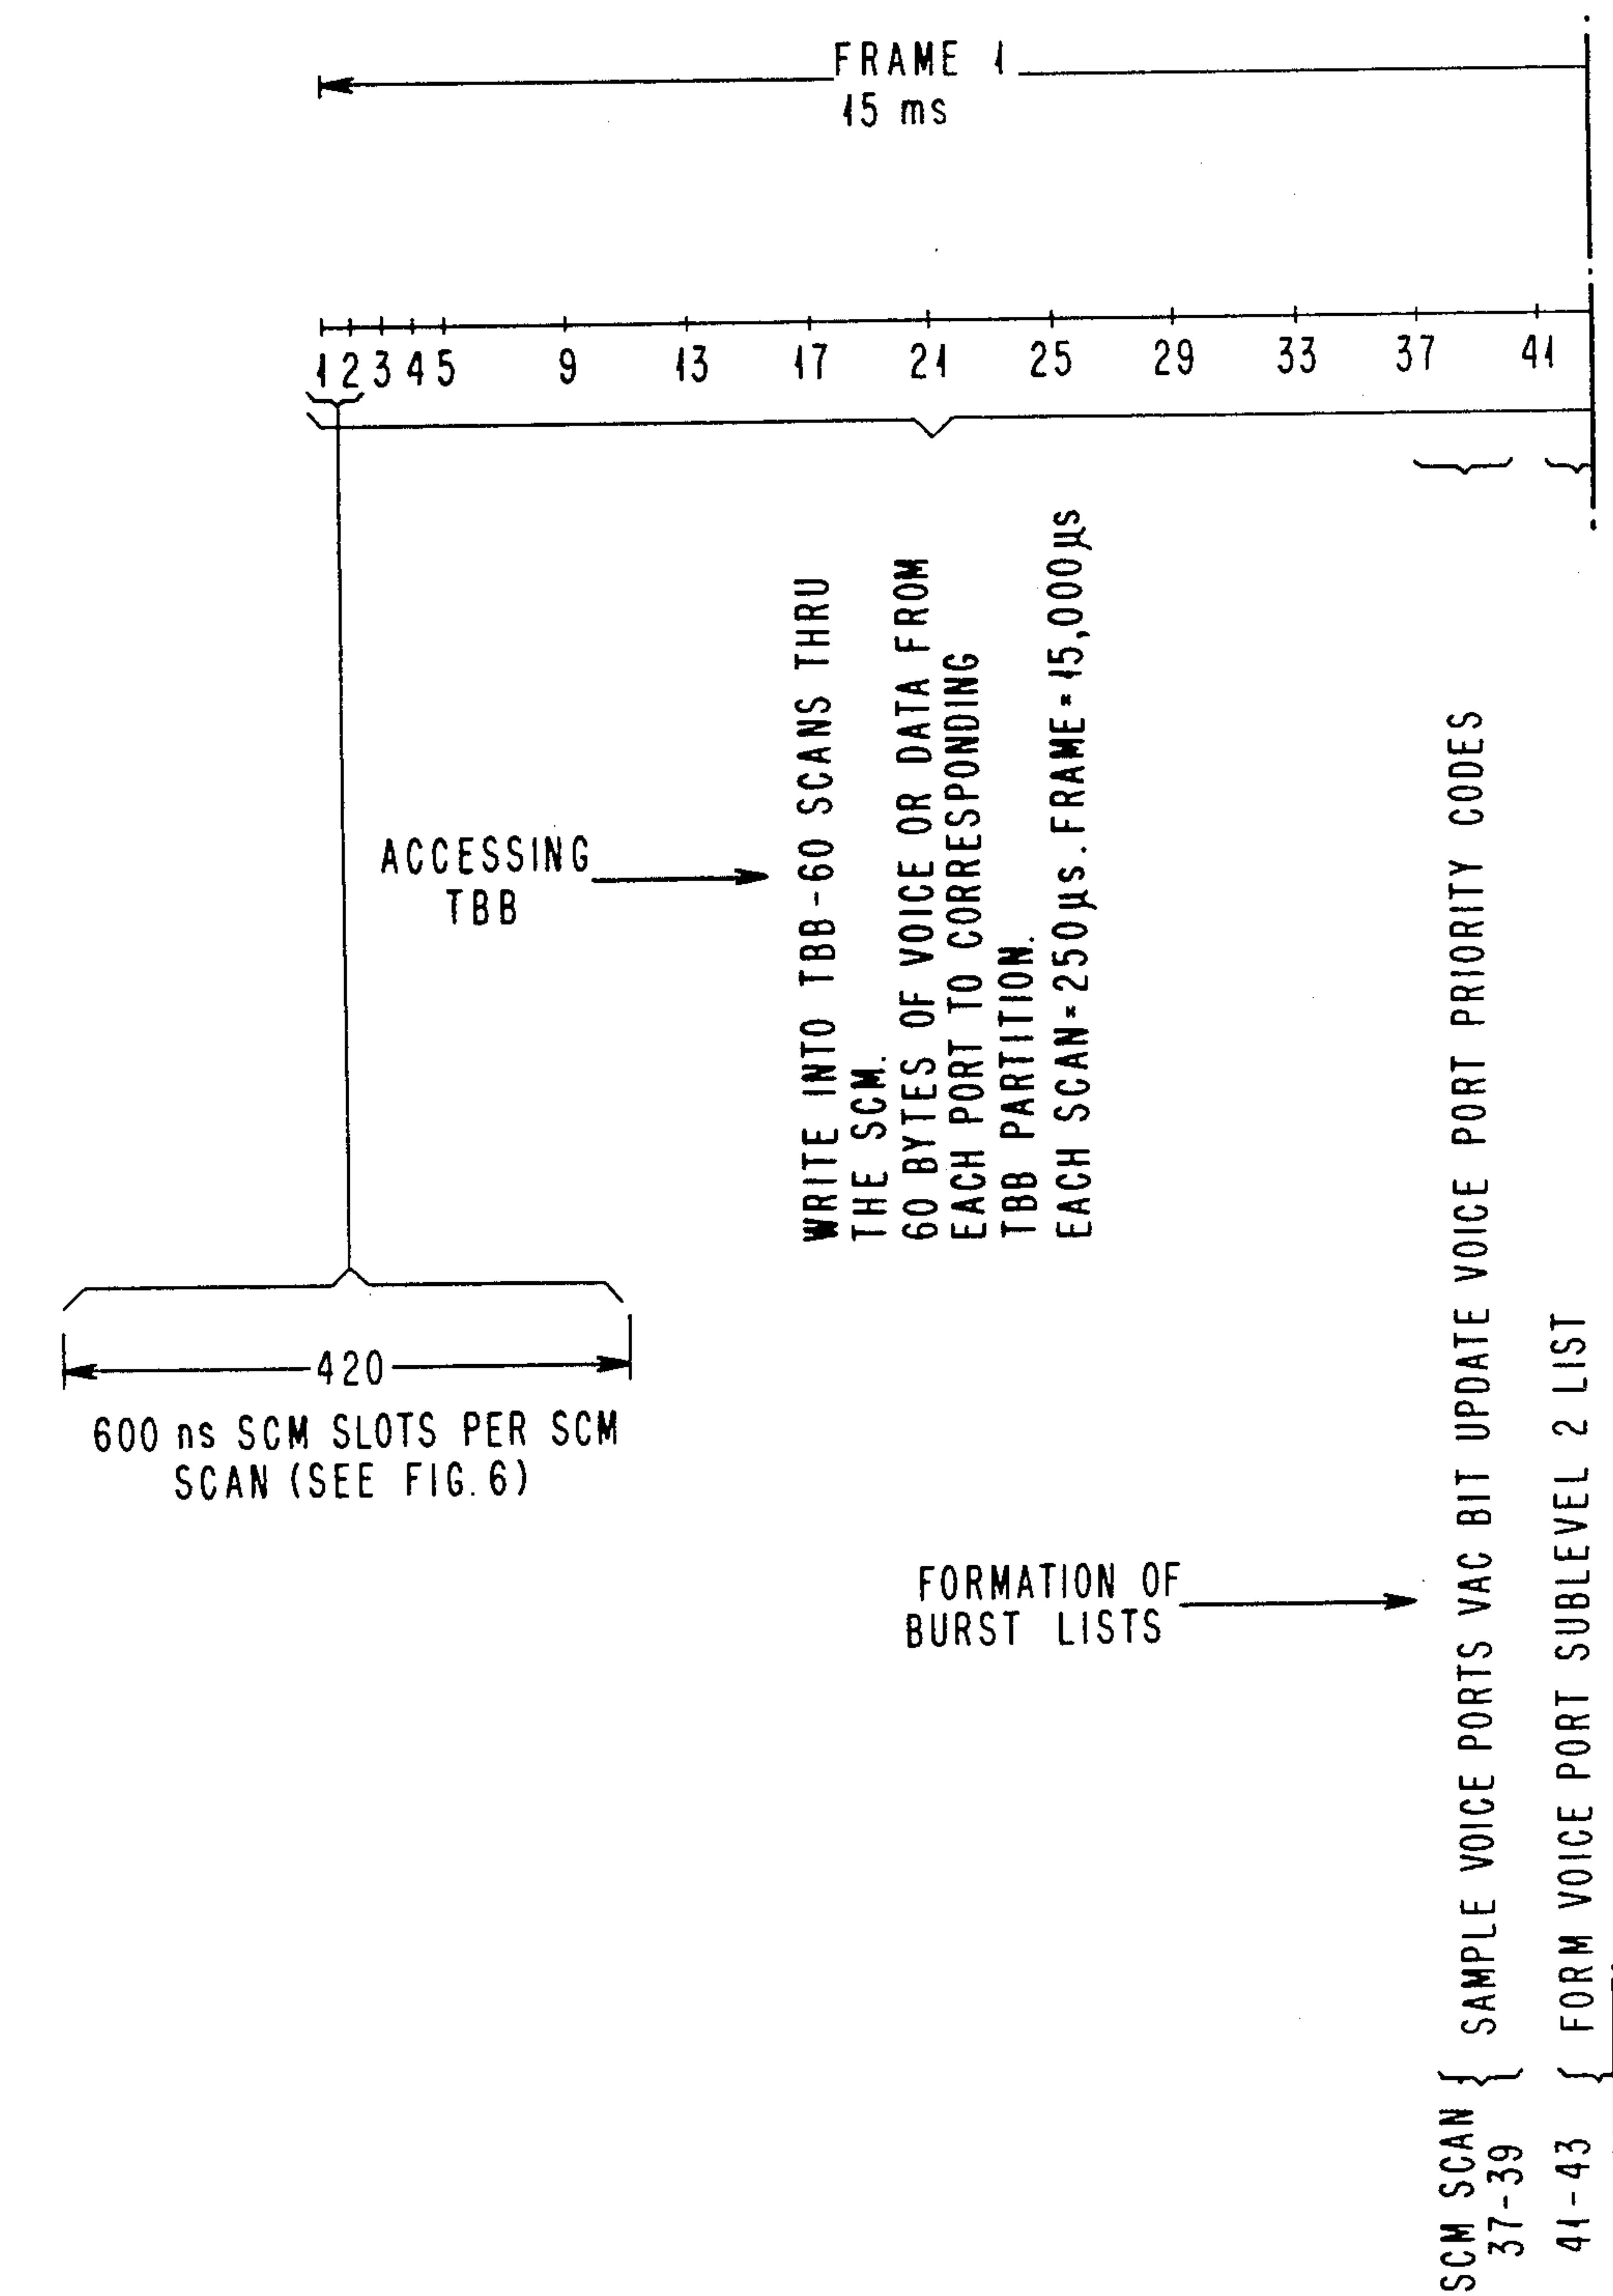 FRAME 1
15 ms
1 2 3 4 5 9 13 17 21 25 29 33 37 41
ACCESSING
TBB
WRITE INTO TBB-60 SCANS THRU
THE SCM.
60 BYTES OF VOICE OR DATA FROM
EACH PORT TO CORRESPONDING
TBB PARTITION.
EACH SCAN=250µs. FRAME=15,000µs
420
600 ns SCM SLOTS PER SCM
SCAN (SEE FIG. 6)
FORMATION OF
BURST LISTS
SCM SCAN
37-39
SAMPLE VOICE PORTS VAC BIT UPDATE VOICE PORT PRIORITY CODES
41-43
FORM VOICE PORT SUBLEVEL 2 LIST